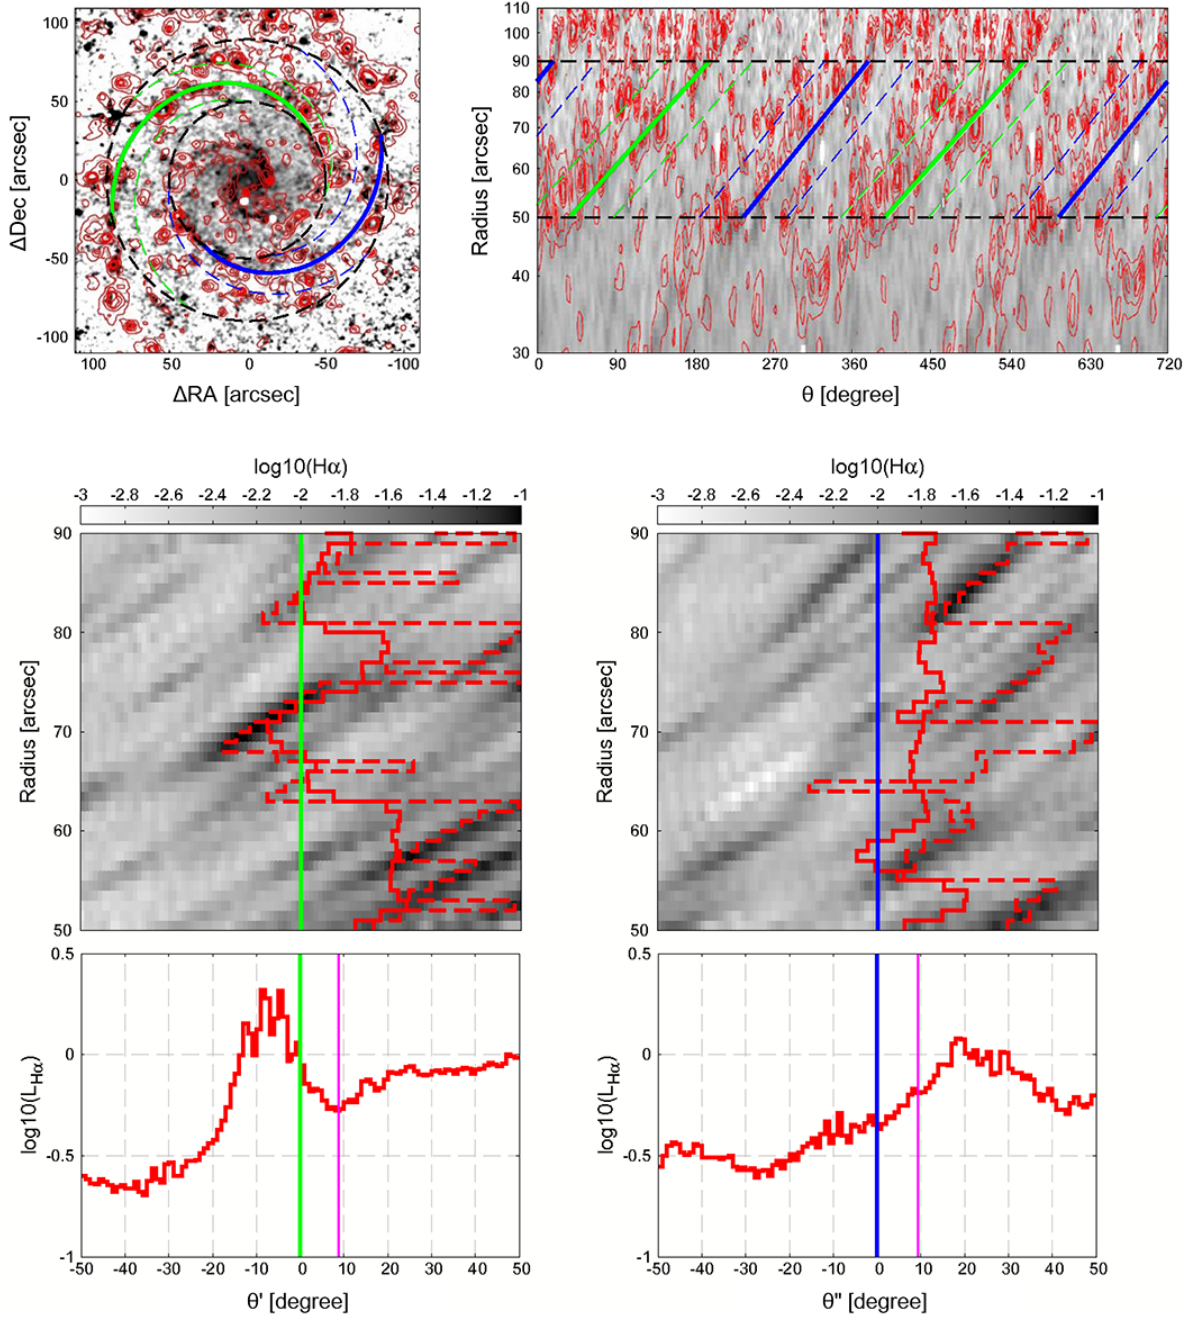 100
50
0
-50
-100
ΔDec [arcsec]
100 50 0 -50 -100
ΔRA [arcsec]
110
100
90
80
70
60
50
40
30
Radius [arcsec]
0 90 180 270 360 450 540 630 720
θ [degree]
log10(Hα)
-3 -2.8 -2.6 -2.4 -2.2 -2 -1.8 -1.6 -1.4 -1.2 -1
90
80
70
60
50
Radius [arcsec]
log10(Hα)
-3 -2.8 -2.6 -2.4 -2.2 -2 -1.8 -1.6 -1.4 -1.2 -1
90
80
70
60
50
Radius [arcsec]
0.5
0
-0.5
-1
log10(L_Hα)
-50 -40 -30 -20 -10 0 10 20 30 40 50
θ' [degree]
0.5
0
-0.5
-1
log10(L_Hα)
-50 -40 -30 -20 -10 0 10 20 30 40 50
θ" [degree]